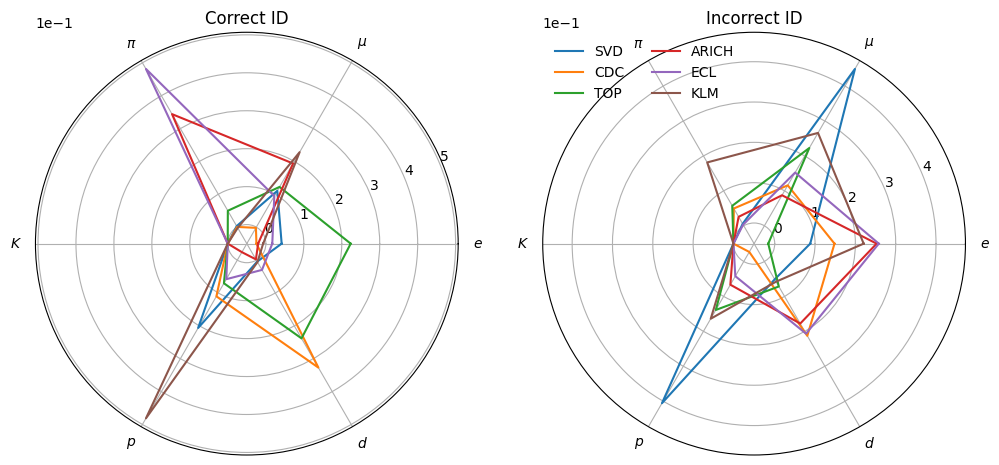 Correct ID
1e−1
π
μ
K
e
p
d
0
1
2
3
4
5
Incorrect ID
1e−1
π
μ
K
e
p
d
0
1
2
3
4
SVD
CDC
TOP
ARICH
ECL
KLM